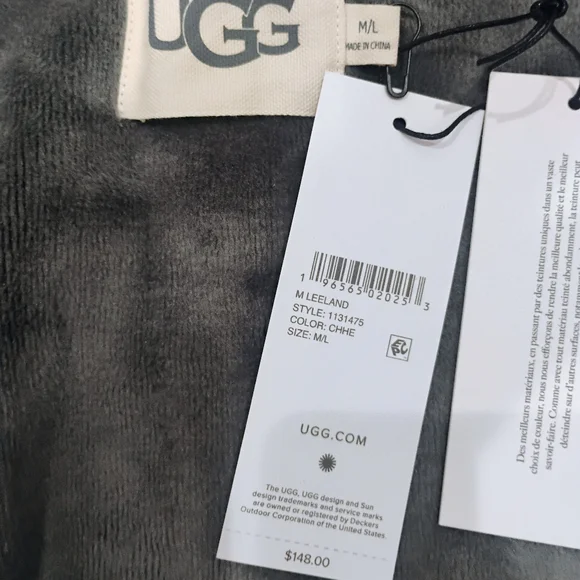 UGG
M/L
MADE IN CHINA
1 96565 02025 3
M LEELAND
STYLE: 1131475
COLOR: CHHE
SIZE: M/L
UGG.COM
The UGG, UGG design and Sun
design trademarks and service marks
are owned or registered by Deckers
Outdoor Corporation of the United States.
$148.00
Des meilleurs matériaux, en passant par des teintures uniques dans un vaste
choix de couleur, nous nous efforçons de rendre la meilleure qualité et le meilleur
savoir-faire. Comme avec tout matériau teinté abondamment, la teinture peut
déteindre sur d'autres surfaces, notamment